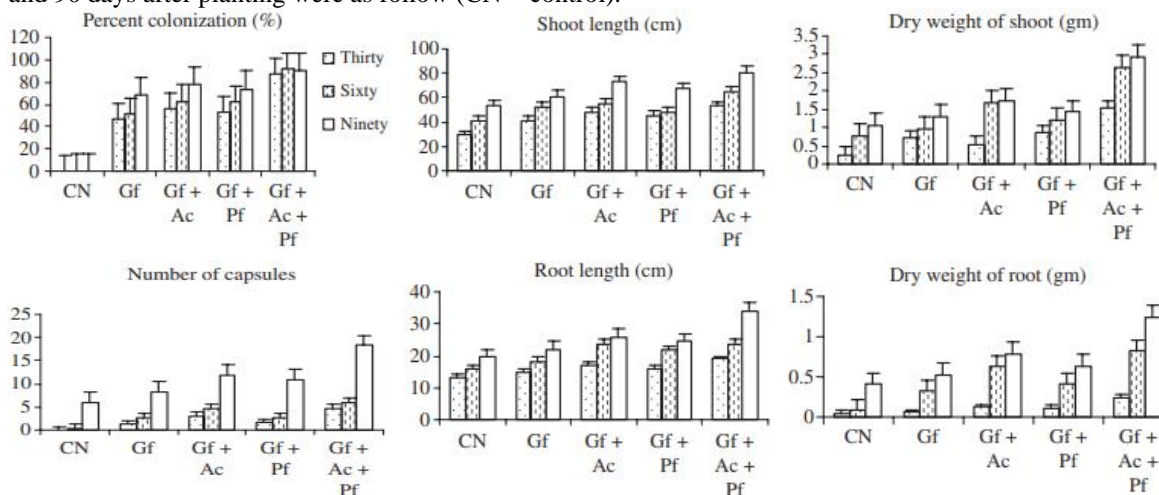 and 90 days after planting were as follow (CN – control).
Percent colonization (%)
120
100
80
60
40
20
0
Thirty
Sixty
Ninety
CN
Gf
Gf +
Ac
Gf +
Pf
Gf +
Ac +
Pf
Shoot length (cm)
100
80
60
40
20
0
CN
Gf
Gf +
Ac
Gf +
Pf
Gf +
Ac +
Pf
Dry weight of shoot (gm)
3.5
3
2.5
2
1.5
1
0.5
0
CN
Gf
Gf +
Ac
Gf +
Pf
Gf +
Ac +
Pf
Number of capsules
25
20
15
10
5
0
CN
Gf
Gf +
Ac
Gf +
Pf
Gf +
Ac +
Pf
Root length (cm)
40
30
20
10
0
CN
Gf
Gf +
Ac
Gf +
Pf
Gf +
Ac +
Pf
Dry weight of root (gm)
1.5
1
0.5
0
CN
Gf
Gf +
Ac
Gf +
Pf
Gf +
Ac +
Pf